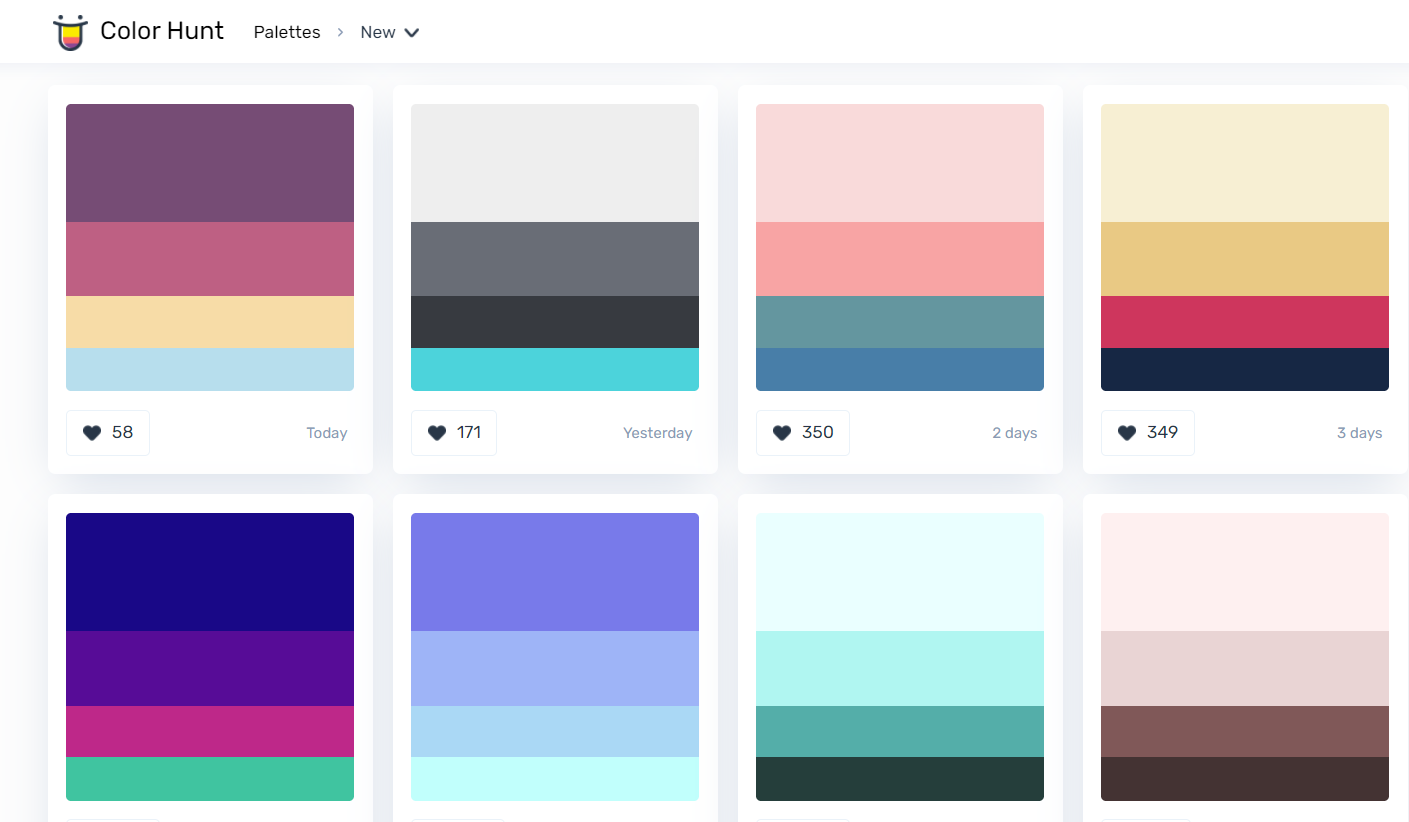 Color Hunt Palettes > New
58 Today
171 Yesterday
350 2 days
349 3 days